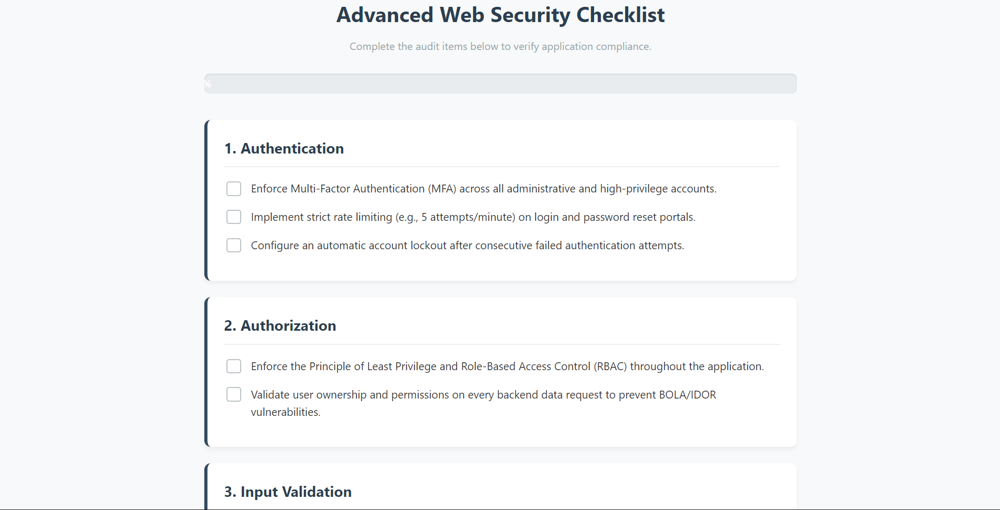 Advanced Web Security Checklist
Complete the audit items below to verify application compliance.
%
1. Authentication
Enforce Multi-Factor Authentication (MFA) across all administrative and high-privilege accounts.
Implement strict rate limiting (e.g., 5 attempts/minute) on login and password reset portals.
Configure an automatic account lockout after consecutive failed authentication attempts.
2. Authorization
Enforce the Principle of Least Privilege and Role-Based Access Control (RBAC) throughout the application.
Validate user ownership and permissions on every backend data request to prevent BOLA/IDOR
vulnerabilities.
3. Input Validation